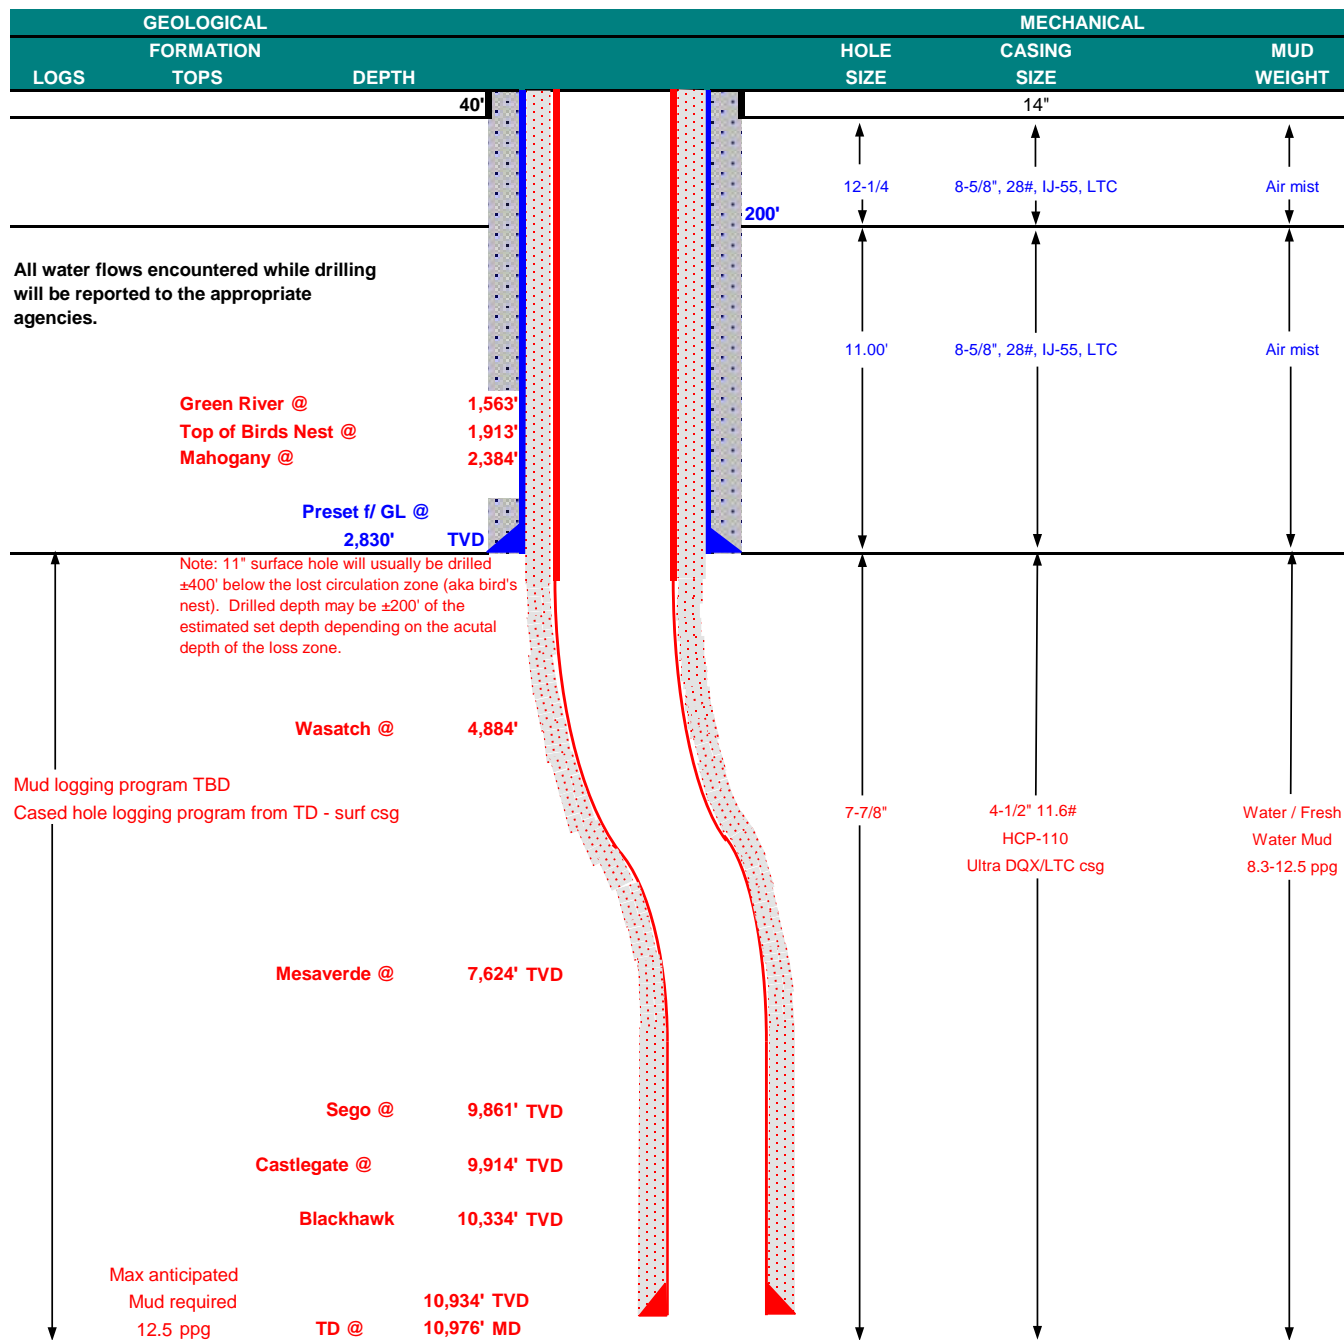 GEOLOGICAL MECHANICAL
FORMATION HOLE CASING MUD
LOGS TOPS DEPTH SIZE SIZE WEIGHT
40' 14"
12-1/4 8-5/8", 28#, IJ-55, LTC Air mist
200'
All water flows encountered while drilling
will be reported to the appropriate
agencies.
11.00' 8-5/8", 28#, IJ-55, LTC Air mist
Green River @ 1,563'
Top of Birds Nest @ 1,913'
Mahogany @ 2,384'
Preset f/ GL @
2,830' TVD
Note: 11" surface hole will usually be drilled
±400' below the lost circulation zone (aka bird's
nest). Drilled depth may be ±200' of the
estimated set depth depending on the acutal
depth of the loss zone.
Wasatch @ 4,884'
Mud logging program TBD
Cased hole logging program from TD - surf csg
7-7/8" 4-1/2" 11.6# Water / Fresh
HCP-110 Water Mud
Ultra DQX/LTC csg 8.3-12.5 ppg
Mesaverde @ 7,624' TVD
Sego @ 9,861' TVD
Castlegate @ 9,914' TVD
Blackhawk 10,334' TVD
Max anticipated
Mud required 10,934' TVD
12.5 ppg TD @ 10,976' MD